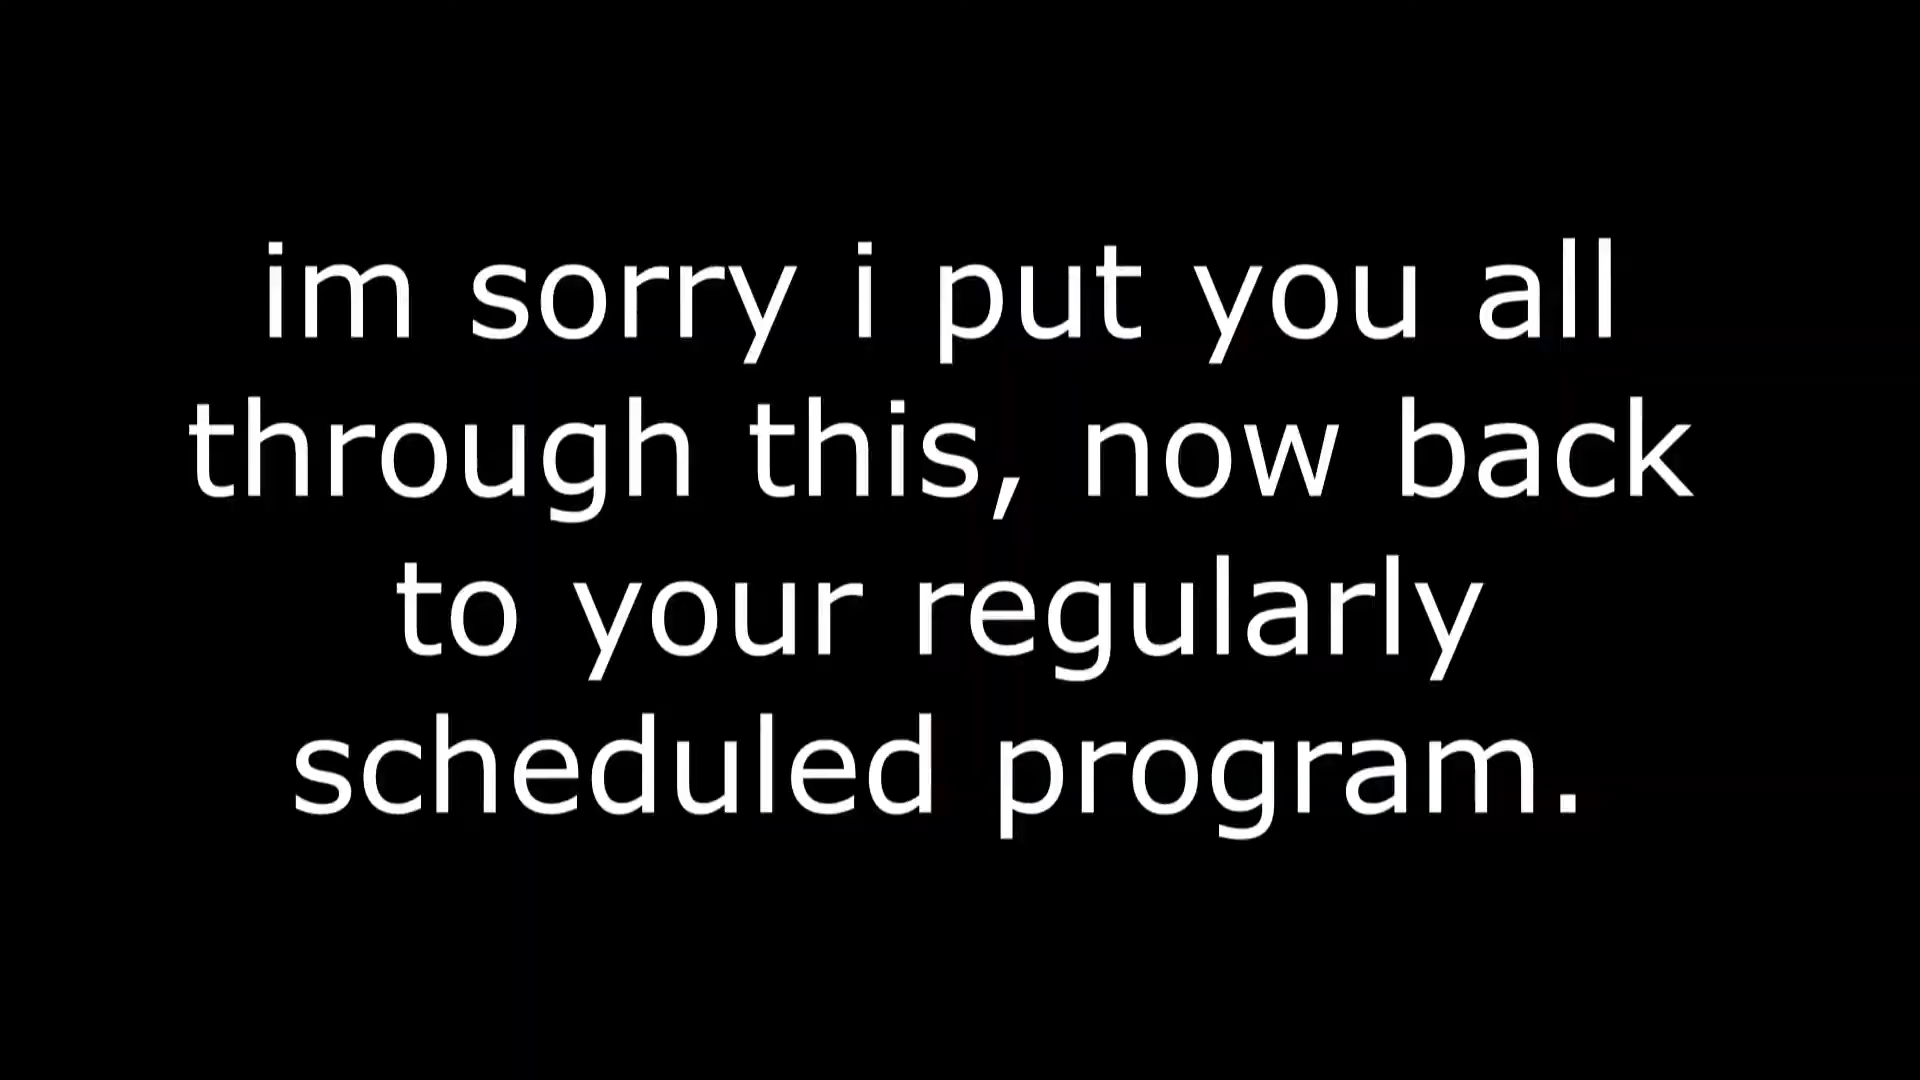 im sorry i put you all
through this, now back
to your regularly
scheduled program.